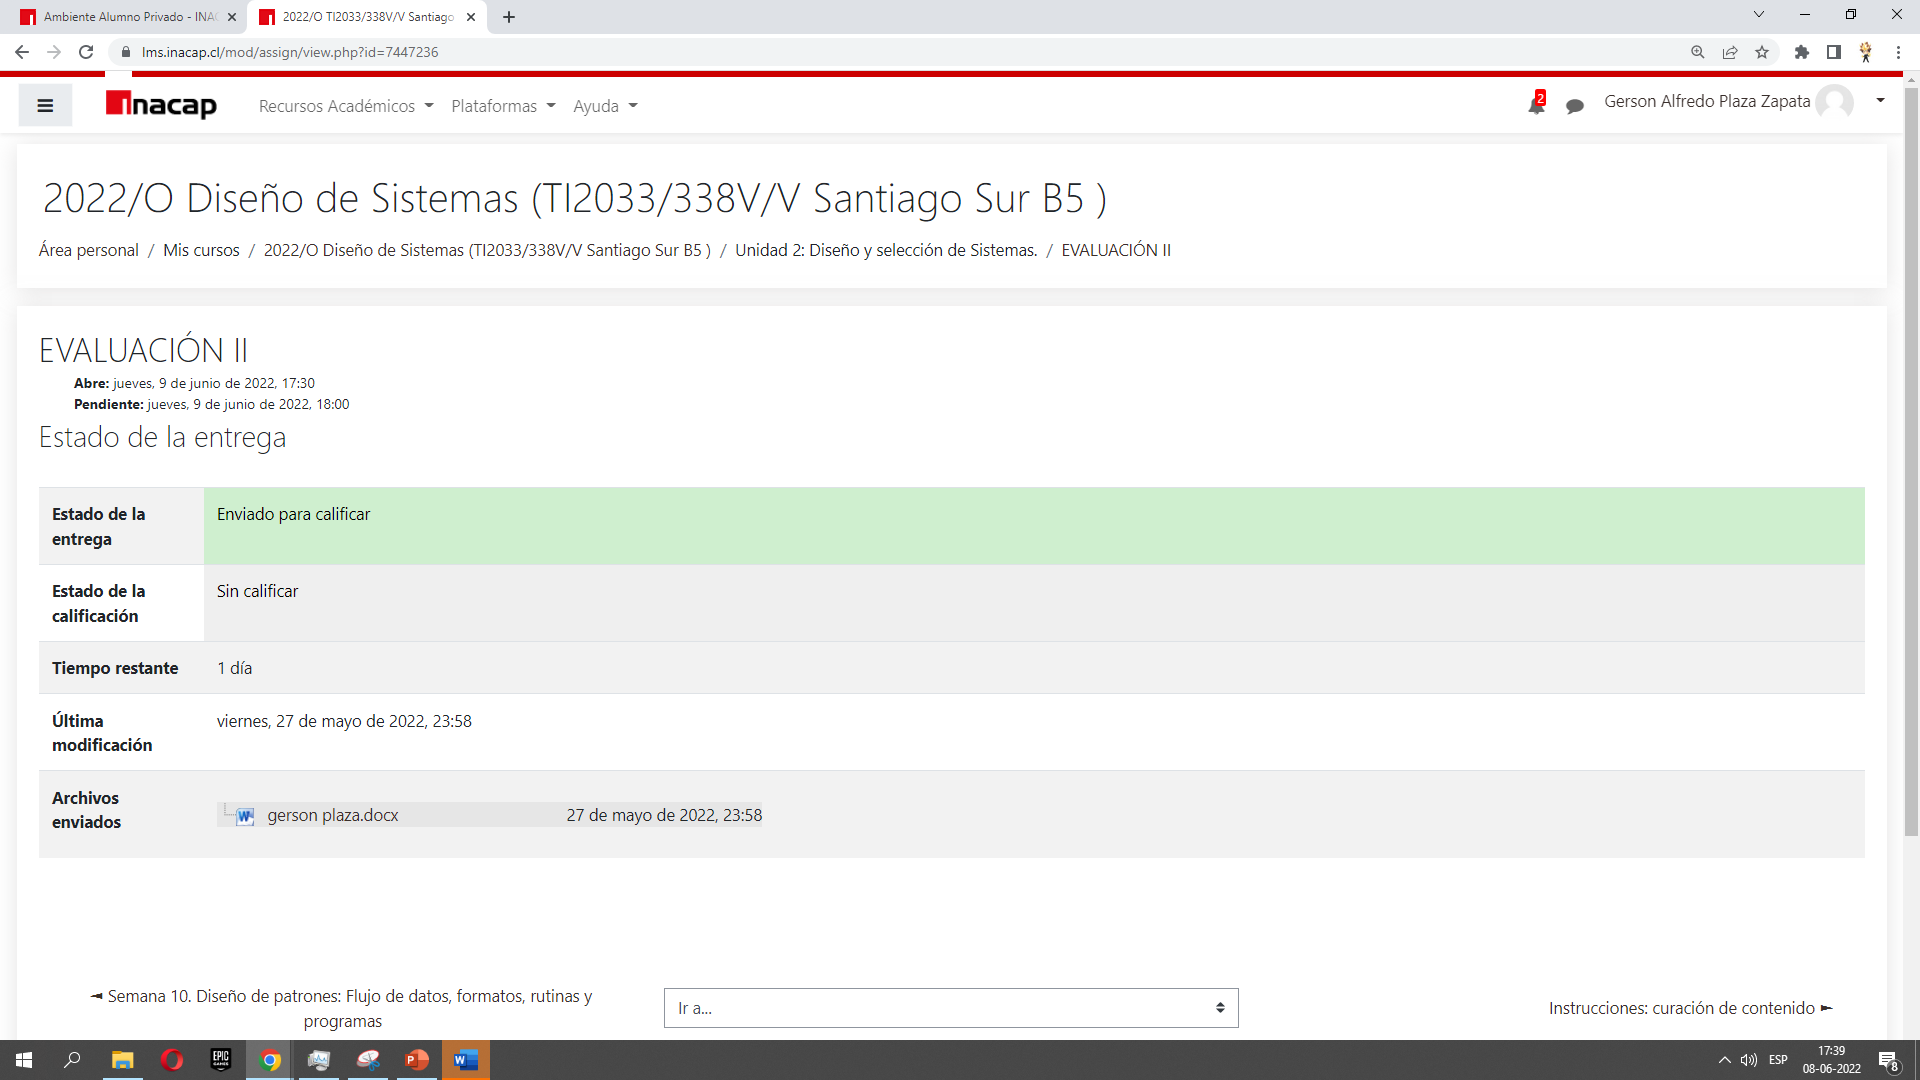 Ambiente Alumno Privado - INAC
2022/O TI2033/338V/V Santiago
lms.inacap.cl/mod/assign/view.php?id=7447236
inacap
Recursos Académicos
Plataformas
Ayuda
2
Gerson Alfredo Plaza Zapata
2022/O Diseño de Sistemas (TI2033/338V/V Santiago Sur B5 )
Área personal / Mis cursos / 2022/O Diseño de Sistemas (TI2033/338V/V Santiago Sur B5 ) / Unidad 2: Diseño y selección de Sistemas. / EVALUACIÓN II
EVALUACIÓN II
Abre: jueves, 9 de junio de 2022, 17:30
Pendiente: jueves, 9 de junio de 2022, 18:00
Estado de la entrega
Estado de la
entrega
Enviado para calificar
Estado de la
calificación
Sin calificar
Tiempo restante
1 día
Última
modificación
viernes, 27 de mayo de 2022, 23:58
Archivos
enviados
gerson plaza.docx
27 de mayo de 2022, 23:58
◄ Semana 10. Diseño de patrones: Flujo de datos, formatos, rutinas y
programas
Ir a...
Instrucciones: curación de contenido ►
EPIC
GAMES
P
W
ESP
17:39
08-06-2022
8